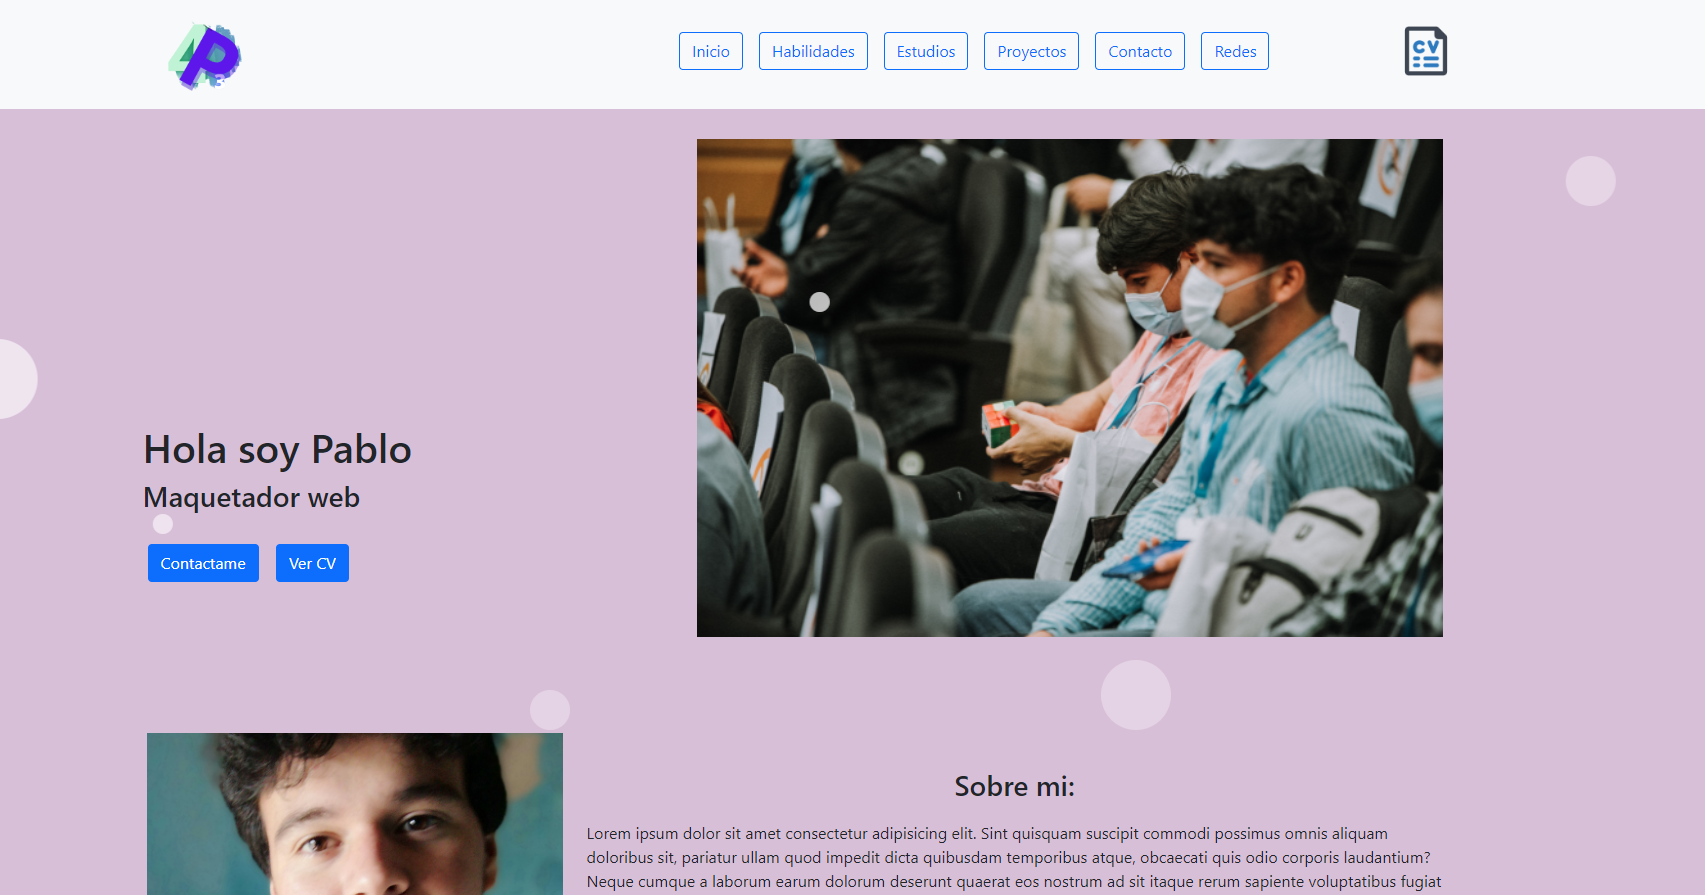 4P
Inicio
Habilidades
Estudios
Proyectos
Contacto
Redes
CV
Hola soy Pablo
Maquetador web
Contactame
Ver CV
Sobre mi:
Lorem ipsum dolor sit amet consectetur adipisicing elit. Sint quisquam suscipit commodi possimus omnis aliquam
doloribus sit, pariatur ullam quod impedit dicta quibusdam temporibus atque, obcaecati quis odio corporis laudantium?
Neque cumque a laborum earum dolorum deserunt quaerat eos nostrum ad sit itaque rerum sapiente voluptatibus fugiat